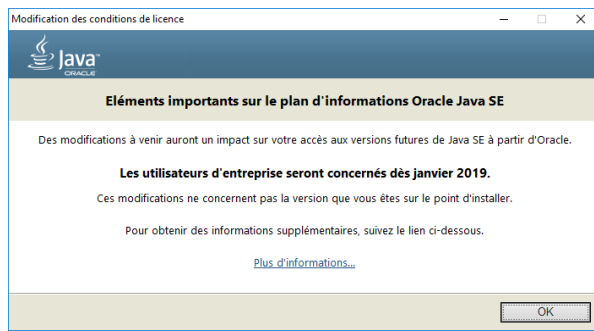 Modification des conditions de licence
Java™
ORACLE
Eléments importants sur le plan d'informations Oracle Java SE
Des modifications à venir auront un impact sur votre accès aux versions futures de Java SE à partir d'Oracle.
Les utilisateurs d'entreprise seront concernés dès janvier 2019.
Ces modifications ne concernent pas la version que vous êtes sur le point d'installer.
Pour obtenir des informations supplémentaires, suivez le lien ci-dessous.
Plus d'informations...
OK